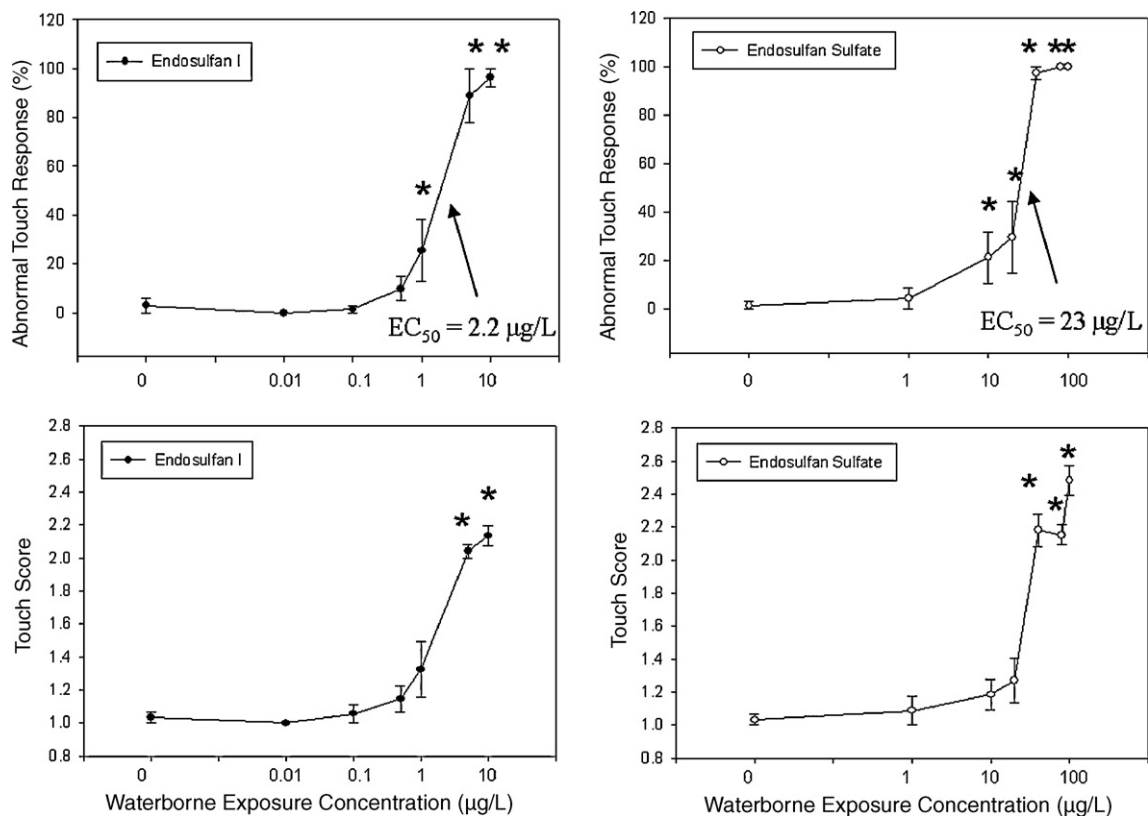 120
100
80
60
40
20
0
Abnormal Touch Response (%)
Endosulfan I
* *
*
EC50 = 2.2 µg/L
0 0.01 0.1 1 10
120
100
80
60
40
20
0
Abnormal Touch Response (%)
Endosulfan Sulfate
* **
*
*
EC50 = 23 µg/L
0 1 10 100
2.8
2.6
2.4
2.2
2.0
1.8
1.6
1.4
1.2
1.0
0.8
Touch Score
Endosulfan I
*
*
0 0.01 0.1 1 10
Waterborne Exposure Concentration (µg/L)
2.8
2.6
2.4
2.2
2.0
1.8
1.6
1.4
1.2
1.0
0.8
Touch Score
Endosulfan Sulfate
*
*
*
0 1 10 100
Waterborne Exposure Concentration (µg/L)